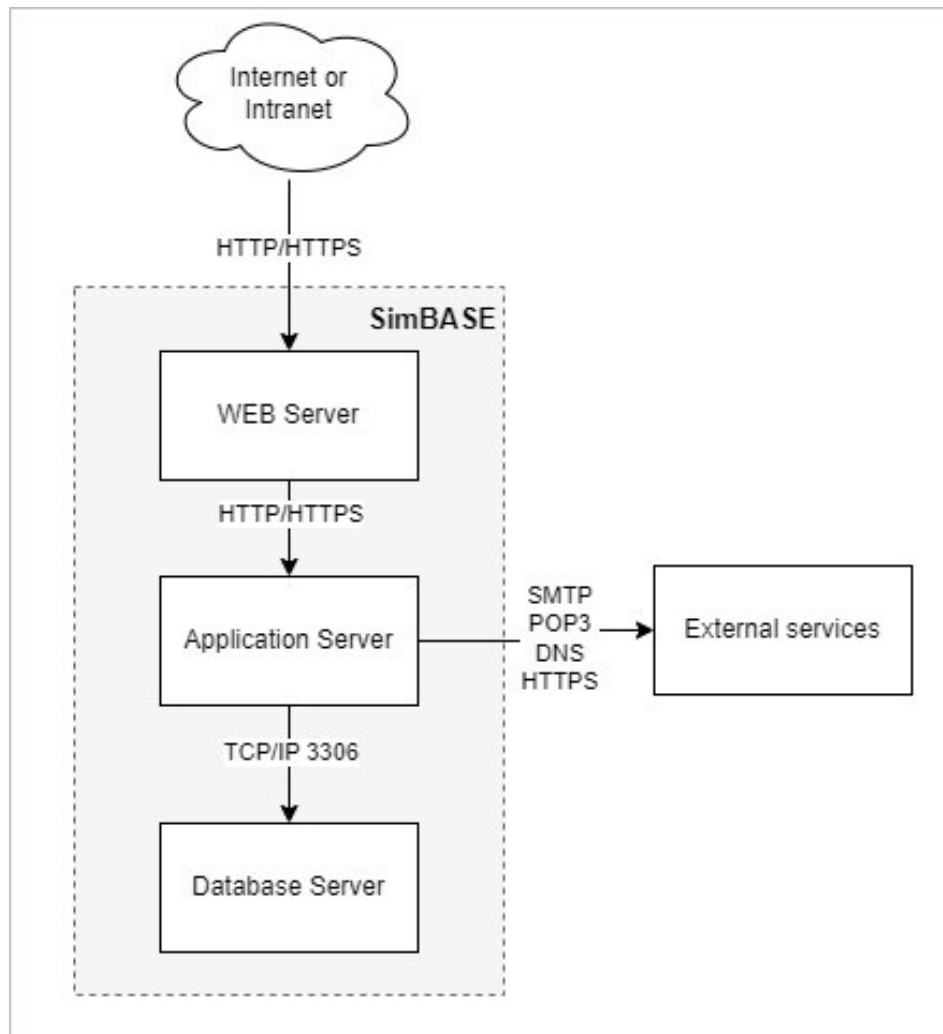 Internet or
Intranet
HTTP/HTTPS
SimBASE
WEB Server
HTTP/HTTPS
Application Server
SMTP
POP3
DNS
HTTPS
External services
TCP/IP 3306
Database Server